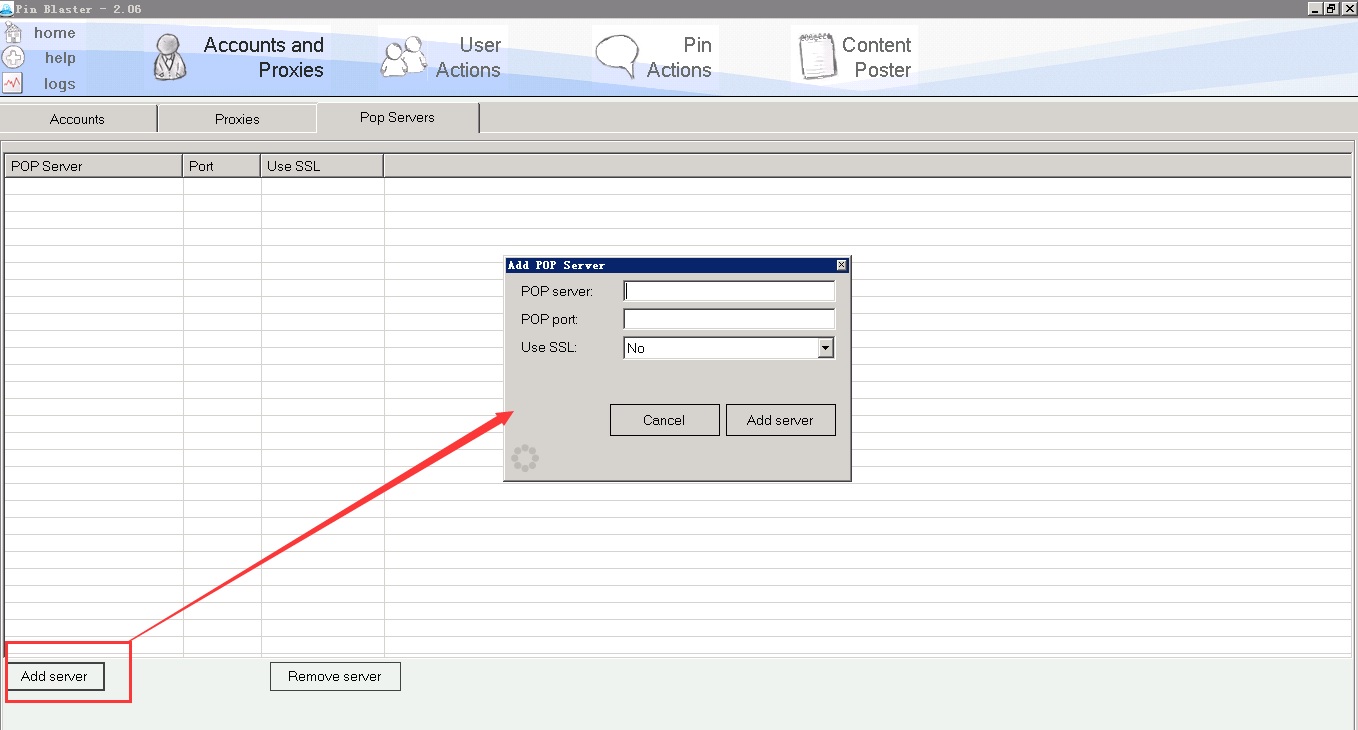 Pin Blaster - 2.06
home
help
logs
Accounts and
Proxies
User
Actions
Pin
Actions
Content
Poster
Accounts
Proxies
Pop Servers
POP Server
Port
Use SSL
Add POP Server
POP server:
POP port:
Use SSL:
No
Cancel
Add server
Add server
Remove server